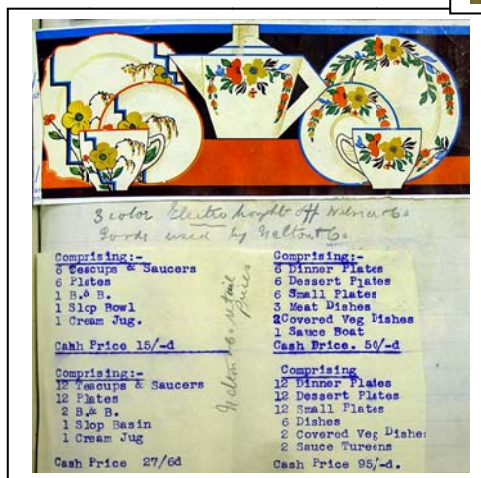 3 color Electro bought off Wilmer & Co
Goods used by Nelton & Co.
Comprising:-
6 Teacups & Saucers
6 Plates
1 B.& B.
1 Slop Bowl
1 Cream Jug.
Cash Price 15/-d
Comprising:-
12 Teacups & Saucers
12 Plates
2 B.& B.
1 Slop Basin
1 Cream Jug
Cash Price 27/6d
Nelton & Co retail
Prices
Comprising:-
6 Dinner Plates
6 Dessert Plates
6 Small Plates
3 Meat Dishes
2 Covered Veg Dishes
1 Sauce Boat
Cash Price. 50/-d
Comprising
12 Dinner Plates
12 Dessert Plates
12 Small Plates
6 Dishes
2 Covered Veg Dishes
2 Sauce Tureens
Cash Price 95/-d.